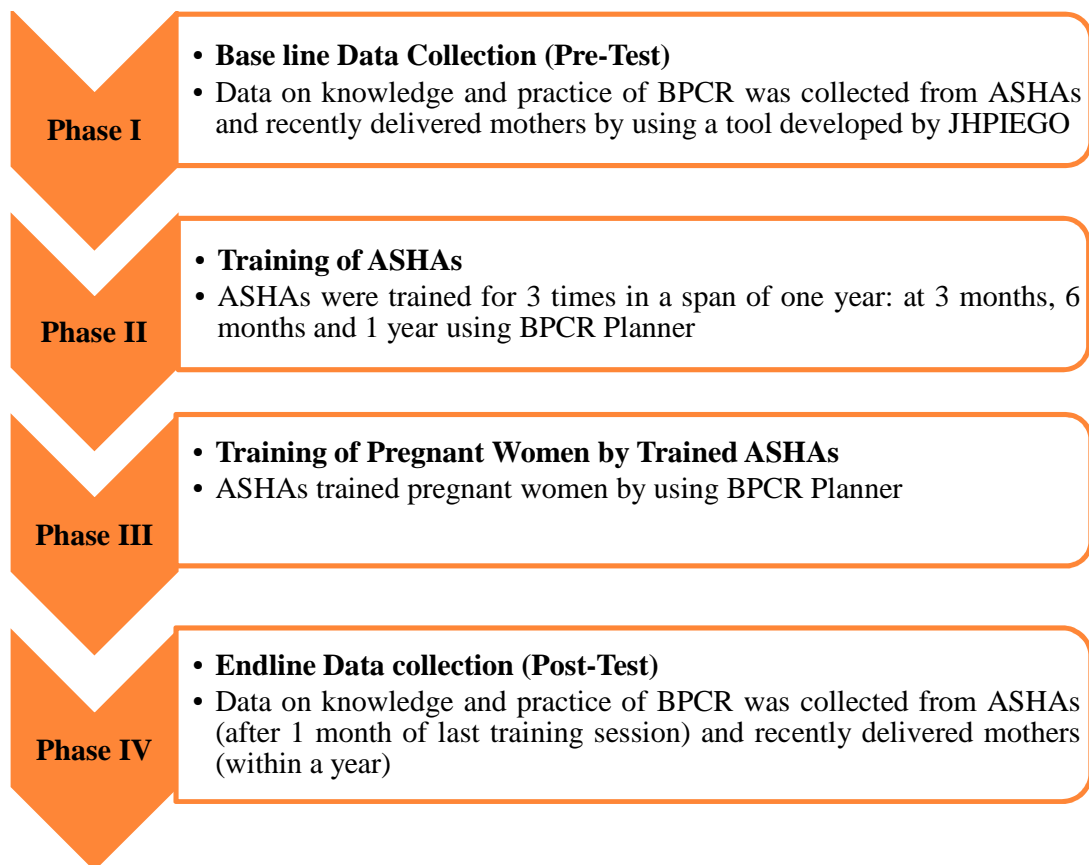 Phase I
• Base line Data Collection (Pre-Test)
• Data on knowledge and practice of BPCR was collected from ASHAs
and recently delivered mothers by using a tool developed by JHPIEGO
Phase II
• Training of ASHAs
• ASHAs were trained for 3 times in a span of one year: at 3 months, 6
months and 1 year using BPCR Planner
Phase III
• Training of Pregnant Women by Trained ASHAs
• ASHAs trained pregnant women by using BPCR Planner
Phase IV
• Endline Data collection (Post-Test)
• Data on knowledge and practice of BPCR was collected from ASHAs
(after 1 month of last training session) and recently delivered mothers
(within a year)